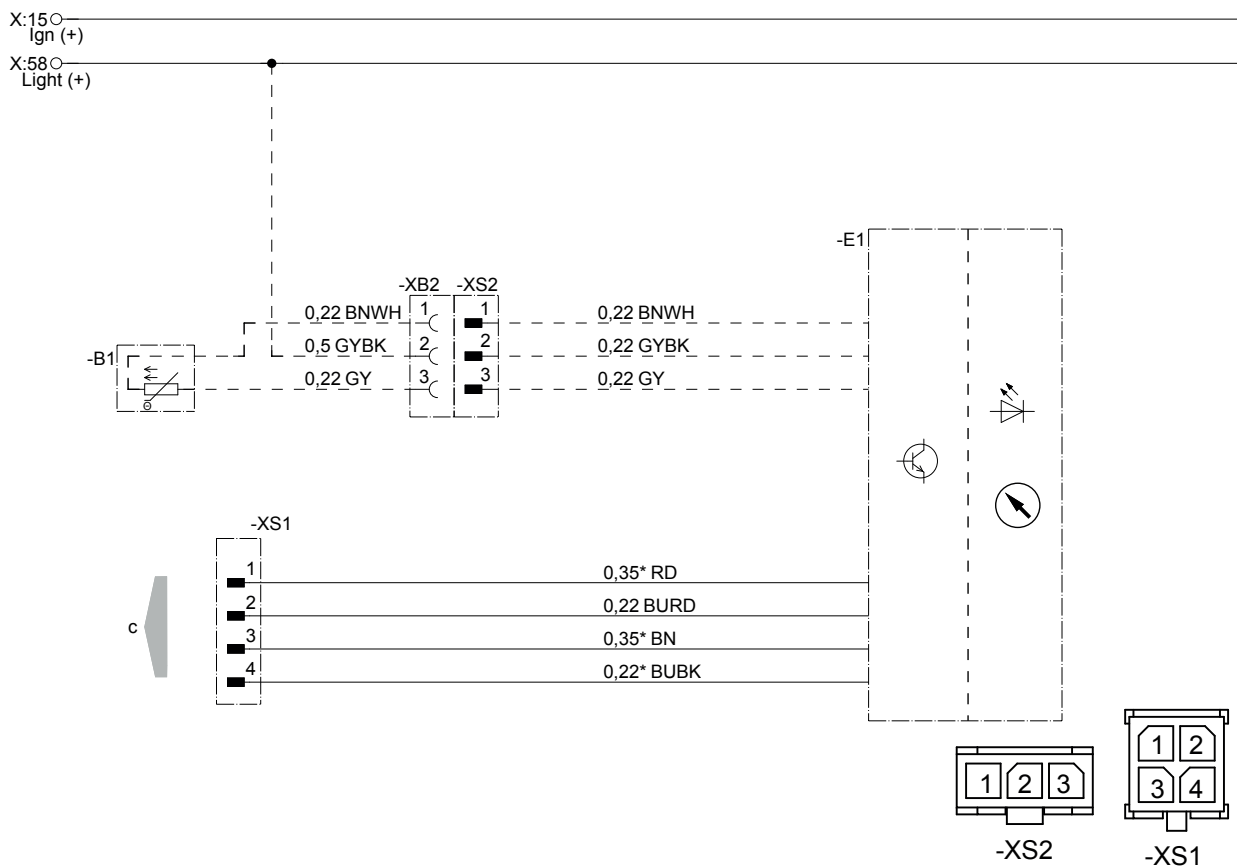 X:15
Ign (+)
X:58
Light (+)
-E1
-XB2 -XS2
0,22 BNWH 1 1 0,22 BNWH
-B1 0,5 GYBK 2 2 0,22 GYBK
0,22 GY 3 3 0,22 GY
-XS1
1 0,35* RD
2 0,22 BURD
c 3 0,35* BN
4 0,22* BUBK
1 2
3 4
1 2 3
-XS2
-XS1